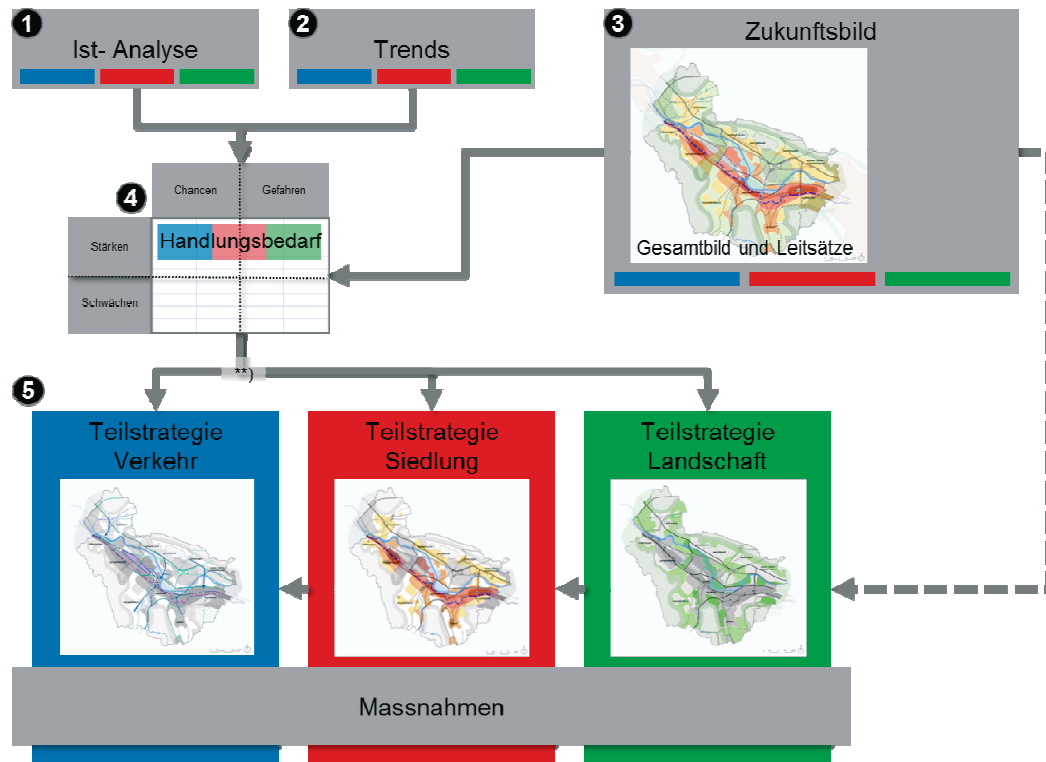 1
Ist- Analyse
2
Trends
3
Zukunftsbild
Gesamtbild und Leitsätze
4
Chancen
Gefahren
Stärken
Handlungsbedarf
Schwächen
**)
5
Teilstrategie
Verkehr
Teilstrategie
Siedlung
Teilstrategie
Landschaft
Massnahmen